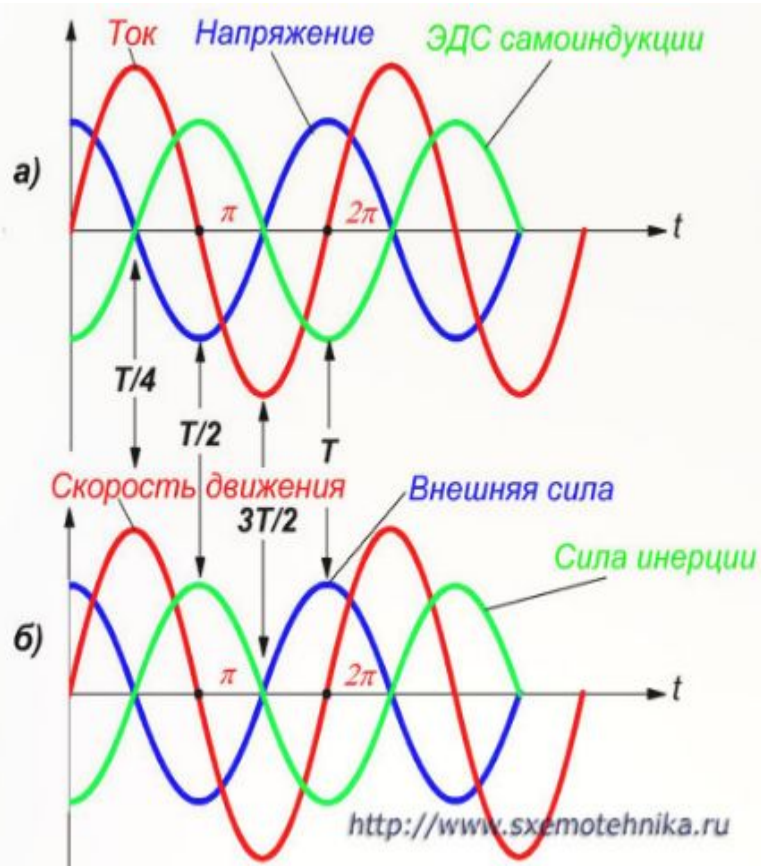 Ток Напряжение ЭДС самоиндукции
а)
π 2π t
T/4
T/2
T
3T/2
Скорость движения Внешняя сила
Сила инерции
б)
π 2π t
http://www.sxemotehnika.ru